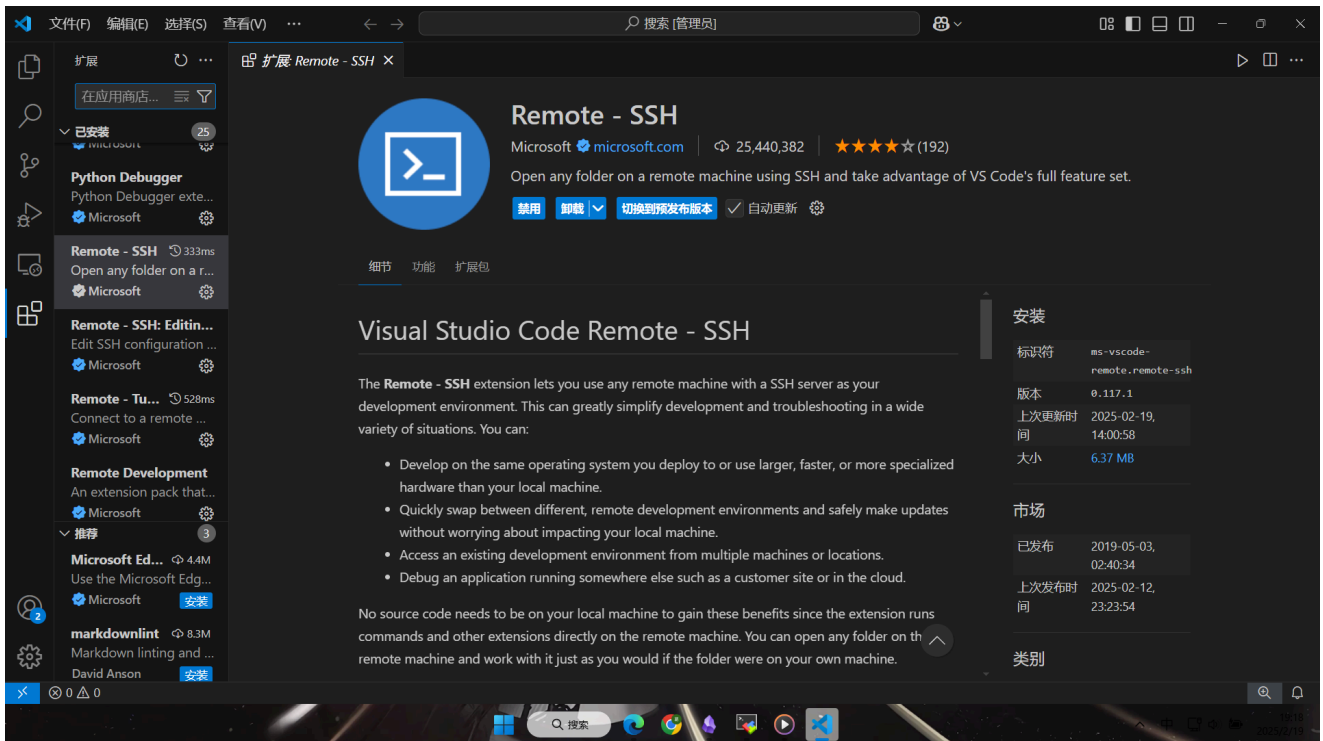 文件(F) 编辑(E) 选择(S) 查看(V) ···
搜索 [管理员]
扩展
扩展: Remote - SSH
在应用商店...
已安装 25
Microsoft
Python Debugger
Python Debugger exte...
Microsoft
Remote - SSH 333ms
Open any folder on a r...
Microsoft
Remote - SSH: Editin...
Edit SSH configuration ...
Microsoft
Remote - Tu... 528ms
Connect to a remote ...
Microsoft
Remote Development
An extension pack that...
Microsoft
推荐 3
Microsoft Ed... 4.4M
Use the Microsoft Edg...
Microsoft 安装
markdownlint 8.3M
Markdown linting and ...
David Anson 安装
Remote - SSH
Microsoft microsoft.com 25,440,382 (192)
Open any folder on a remote machine using SSH and take advantage of VS Code's full feature set.
禁用 卸载 切换到预发布版本 自动更新
细节 功能 扩展包
Visual Studio Code Remote - SSH
The Remote - SSH extension lets you use any remote machine with a SSH server as your
development environment. This can greatly simplify development and troubleshooting in a wide
variety of situations. You can:
• Develop on the same operating system you deploy to or use larger, faster, or more specialized
hardware than your local machine.
• Quickly swap between different, remote development environments and safely make updates
without worrying about impacting your local machine.
• Access an existing development environment from multiple machines or locations.
• Debug an application running somewhere else such as a customer site or in the cloud.
No source code needs to be on your local machine to gain these benefits since the extension runs
commands and other extensions directly on the remote machine. You can open any folder on th
remote machine and work with it just as you would if the folder were on your own machine.
安装
标识符 ms-vscode-
remote.remote-ssh
版本 0.117.1
上次更新时 2025-02-19,
间 14:00:58
大小 6.37 MB
市场
已发布 2019-05-03,
02:40:34
上次发布时 2025-02-12,
间 23:23:54
类别
2
0 0
搜索
中
19:18
2025/2/19